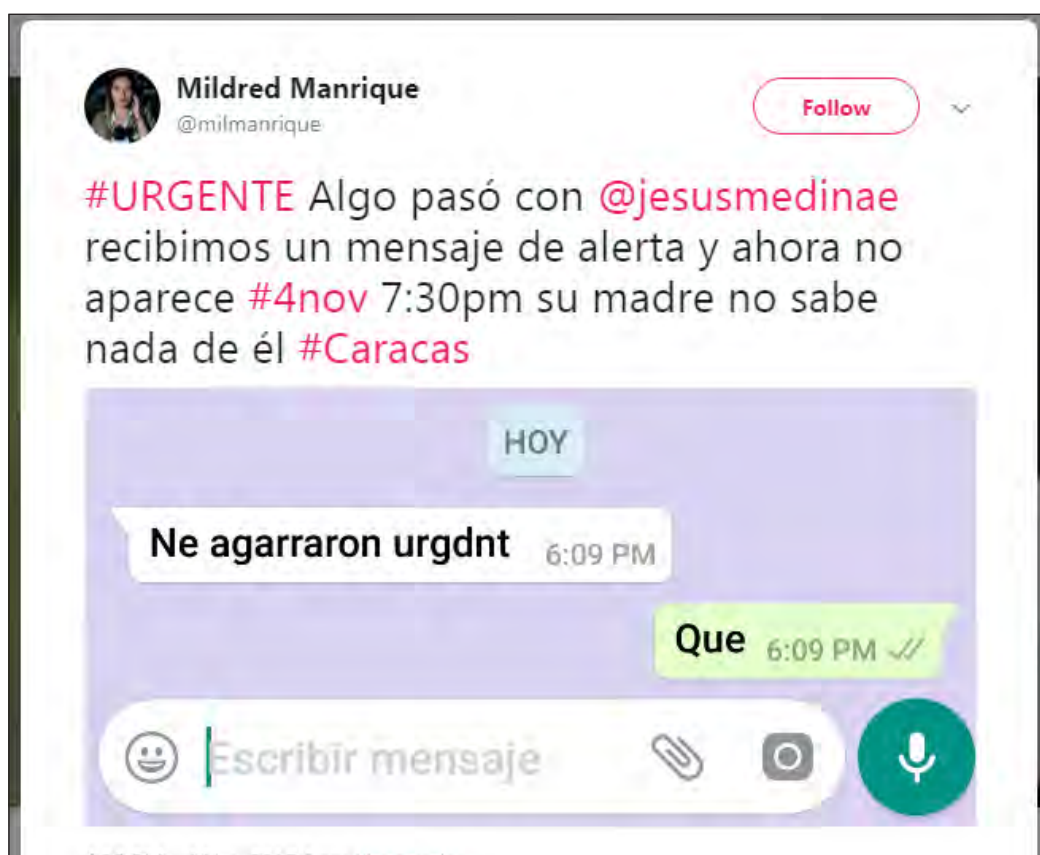 Mildred Manrique
@milmanrique
Follow
#URGENTE Algo pasó con @jesusmedinae
recibimos un mensaje de alerta y ahora no
aparece #4nov 7:30pm su madre no sabe
nada de él #Caracas
HOY
Ne agarraron urgdnt 6:09 PM
Que 6:09 PM
Escribir mensaje